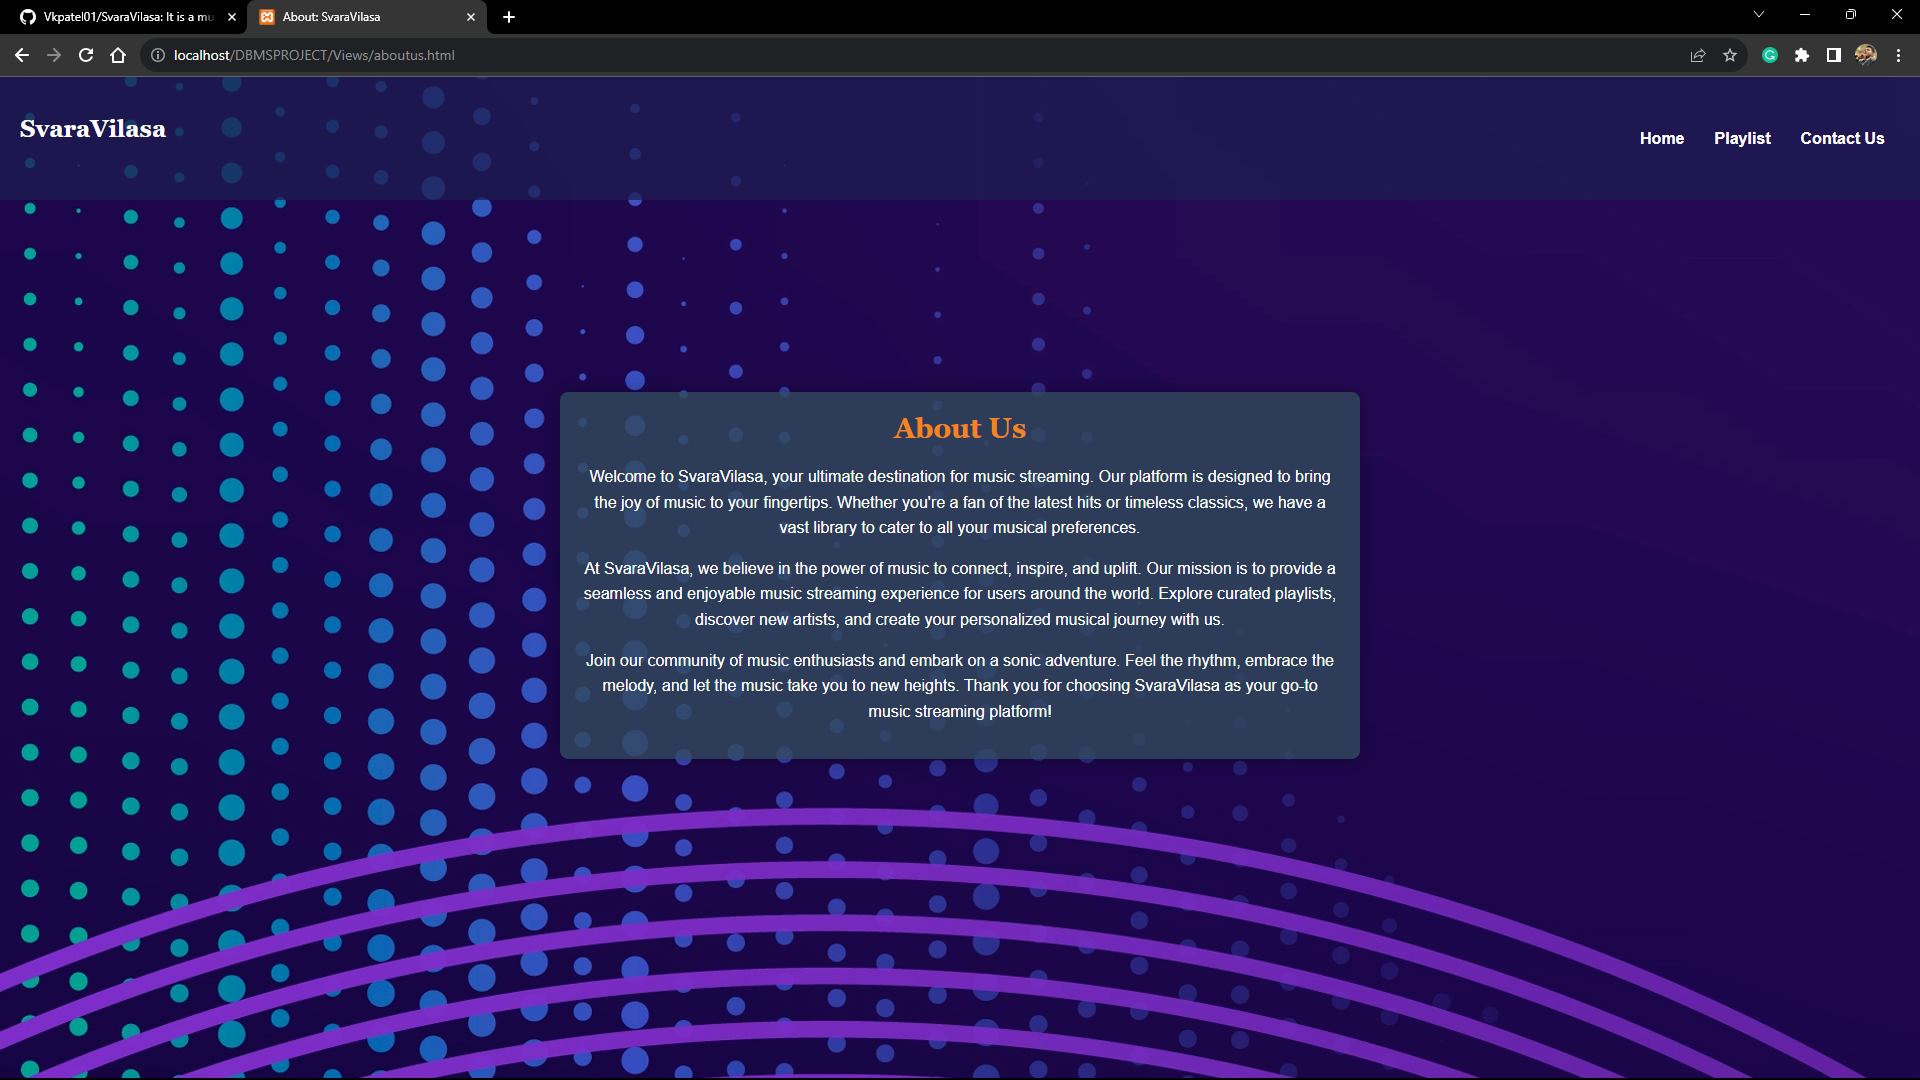 Vkpatel01/SvaraVilasa: It is a mu
About: SvaraVilasa
localhost/DBMSPROJECT/Views/aboutus.html
SvaraVilasa
Home Playlist Contact Us
About Us
Welcome to SvaraVilasa, your ultimate destination for music streaming. Our platform is designed to bring
the joy of music to your fingertips. Whether you're a fan of the latest hits or timeless classics, we have a
vast library to cater to all your musical preferences.
At SvaraVilasa, we believe in the power of music to connect, inspire, and uplift. Our mission is to provide a
seamless and enjoyable music streaming experience for users around the world. Explore curated playlists,
discover new artists, and create your personalized musical journey with us.
Join our community of music enthusiasts and embark on a sonic adventure. Feel the rhythm, embrace the
melody, and let the music take you to new heights. Thank you for choosing SvaraVilasa as your go-to
music streaming platform!